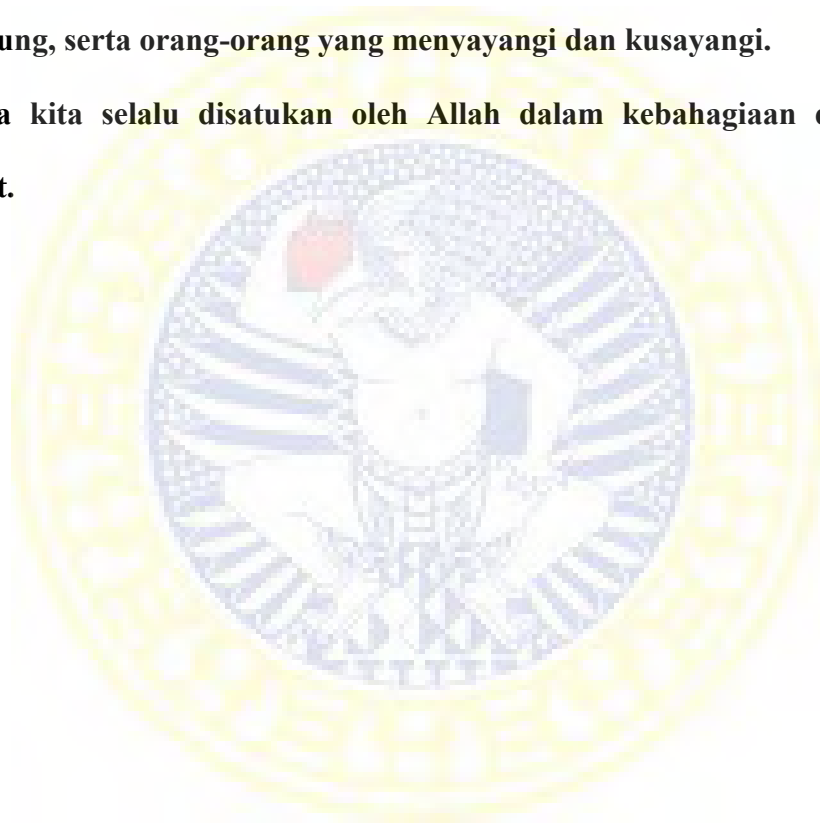 ung, serta orang-orang yang menyayangi dan kusayangi.
a kita selalu disatukan oleh Allah dalam kebahagiaan
t.